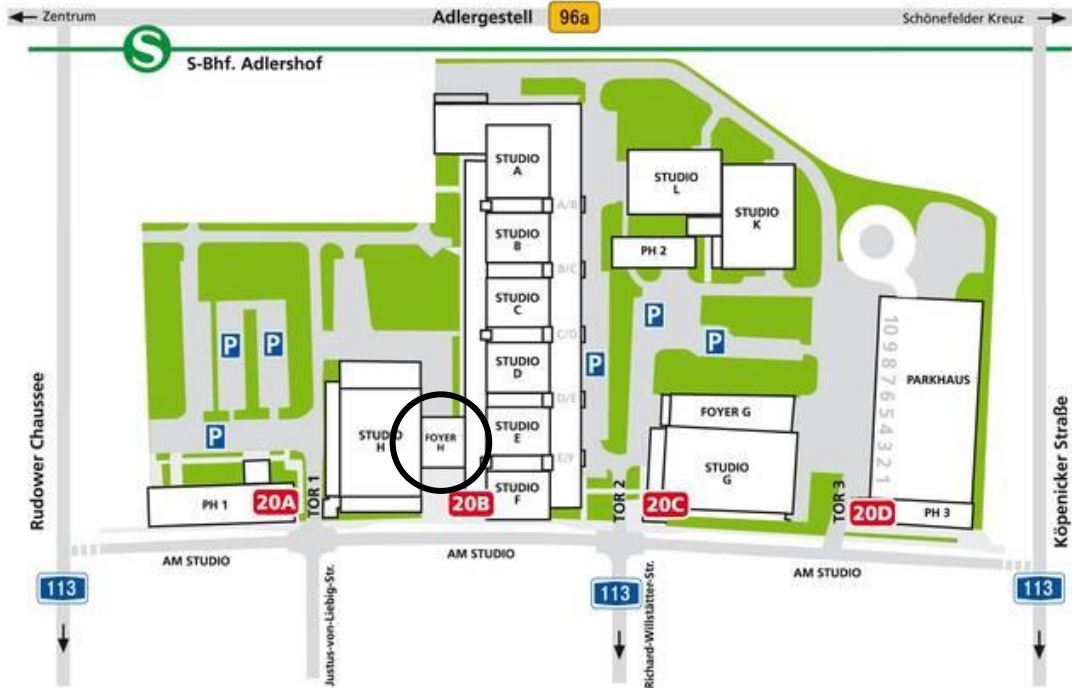 Zentrum
Adlergestell
96a
Schönefelder Kreuz
S
S-Bhf. Adlershof
STUDIO
A
A/B
STUDIO
B
B/C
STUDIO
C
C/D
STUDIO
D
D/E
STUDIO
E
E/F
STUDIO
F
STUDIO
L
STUDIO
K
PH 2
P
P
P
P
P
P
10 9 8 7 6 5 4 3 2 1
PARKHAUS
Rudower Chaussee
STUDIO
H
FOYER
H
FOYER G
STUDIO
G
Köpenicker Straße
PH 1
20A
TOR 1
20B
TOR 2
20C
TOR 3
20D
PH 3
AM STUDIO
AM STUDIO
AM STUDIO
113
Justus-von-Liebig-Str.
113
Richard-Willstätter-Str.
113